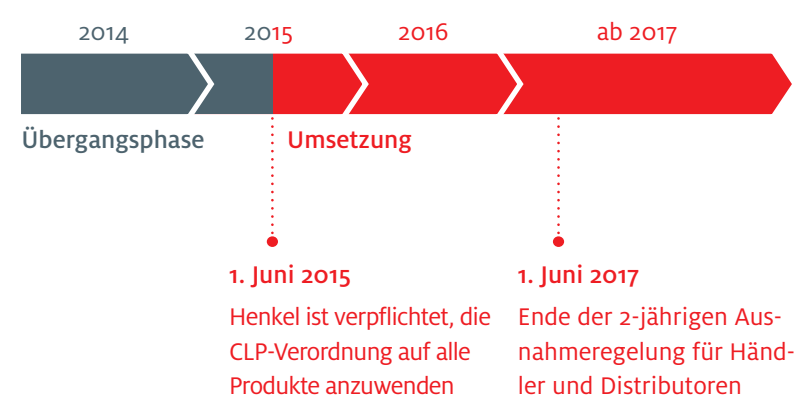 2014 2015 2016 ab 2017
Übergangsphase Umsetzung
1. Juni 2015
Henkel ist verpflichtet, die
CLP-Verordnung auf alle
Produkte anzuwenden
1. Juni 2017
Ende der 2-jährigen Aus-
nahmeregelung für Händ-
ler und Distributoren